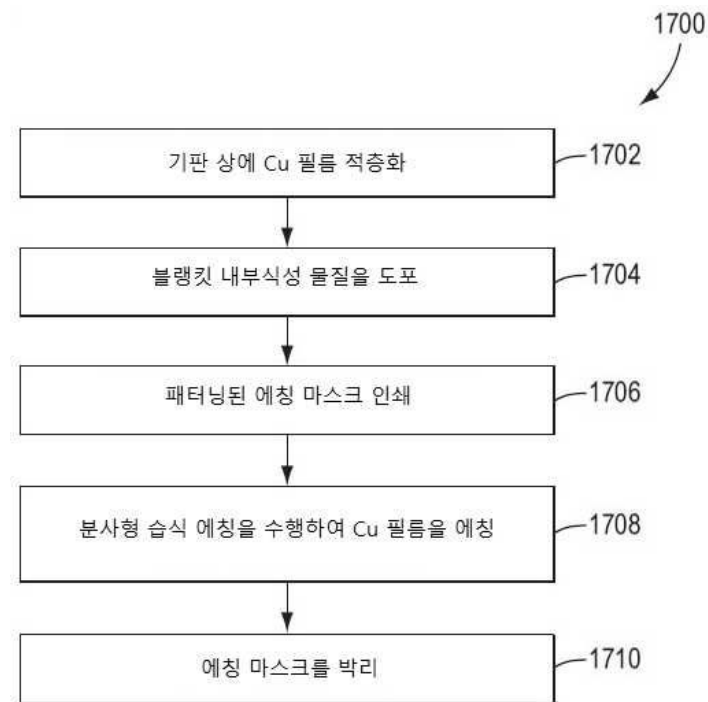 1700
기판 상에 Cu 필름 적층화
1702
블랭킷 내부식성 물질을 도포
1704
패터닝된 에칭 마스크 인쇄
1706
분사형 습식 에칭을 수행하여 Cu 필름을 에칭
1708
에칭 마스크를 박리
1710